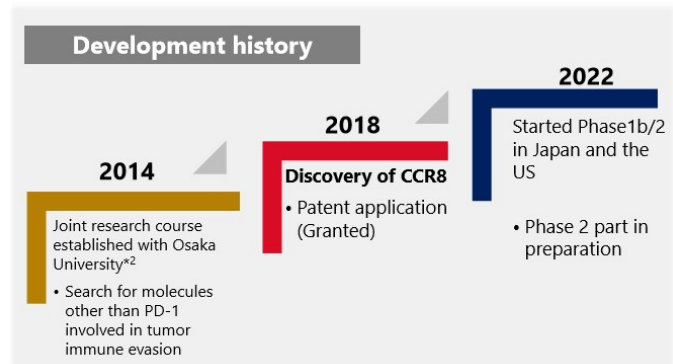 Development history
2014
Joint research course
established with Osaka
University*2
• Search for molecules
other than PD-1
involved in tumor
immune evasion
2018
Discovery of CCR8
• Patent application
(Granted)
2022
Started Phase1b/2
in Japan and the
US
• Phase 2 part in
preparation